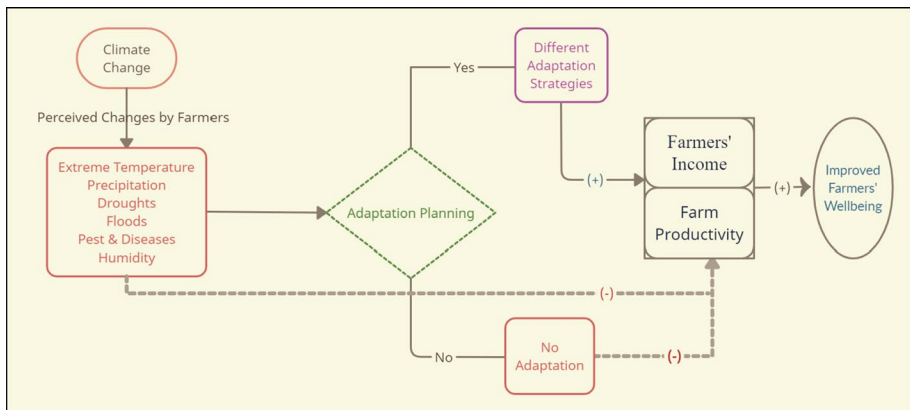 Climate
Change
Perceived Changes by Farmers
Extreme Temperature
Precipitation
Droughts
Floods
Pest & Diseases
Humidity
Adaptation Planning
Yes
Different
Adaptation
Strategies
(+)
Farmers'
Income
Farm
Productivity
(+)
Improved
Farmers'
Wellbeing
(-)
No
No
Adaptation
(-)